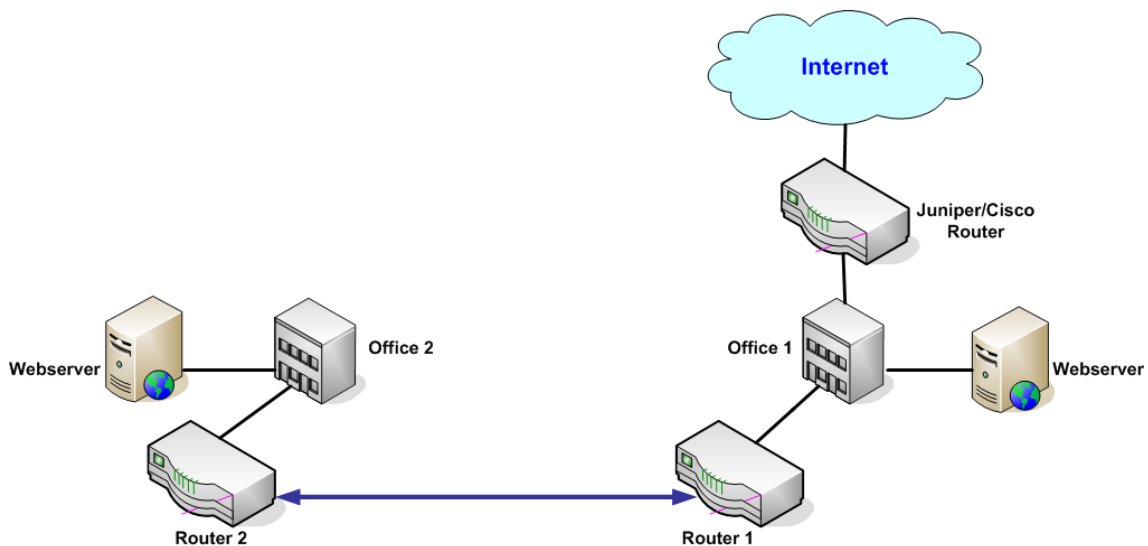 Internet
Juniper/Cisco
Router
Webserver
Office 2
Office 1
Webserver
Router 2
Router 1